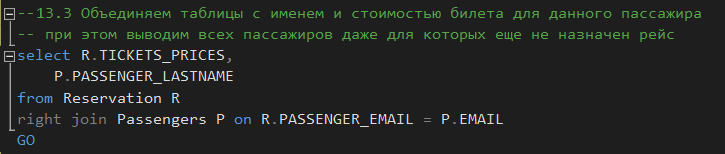 --13.3 Объединяем таблицы с именем и стоимостью билета для данного пассажира
-- при этом выводим всех пассажиров даже для которых еще не назначен рейс
select R.TICKETS_PRICES,
P.PASSENGER_LASTNAME
from Reservation R
right join Passengers P on R.PASSENGER_EMAIL = P.EMAIL
GO